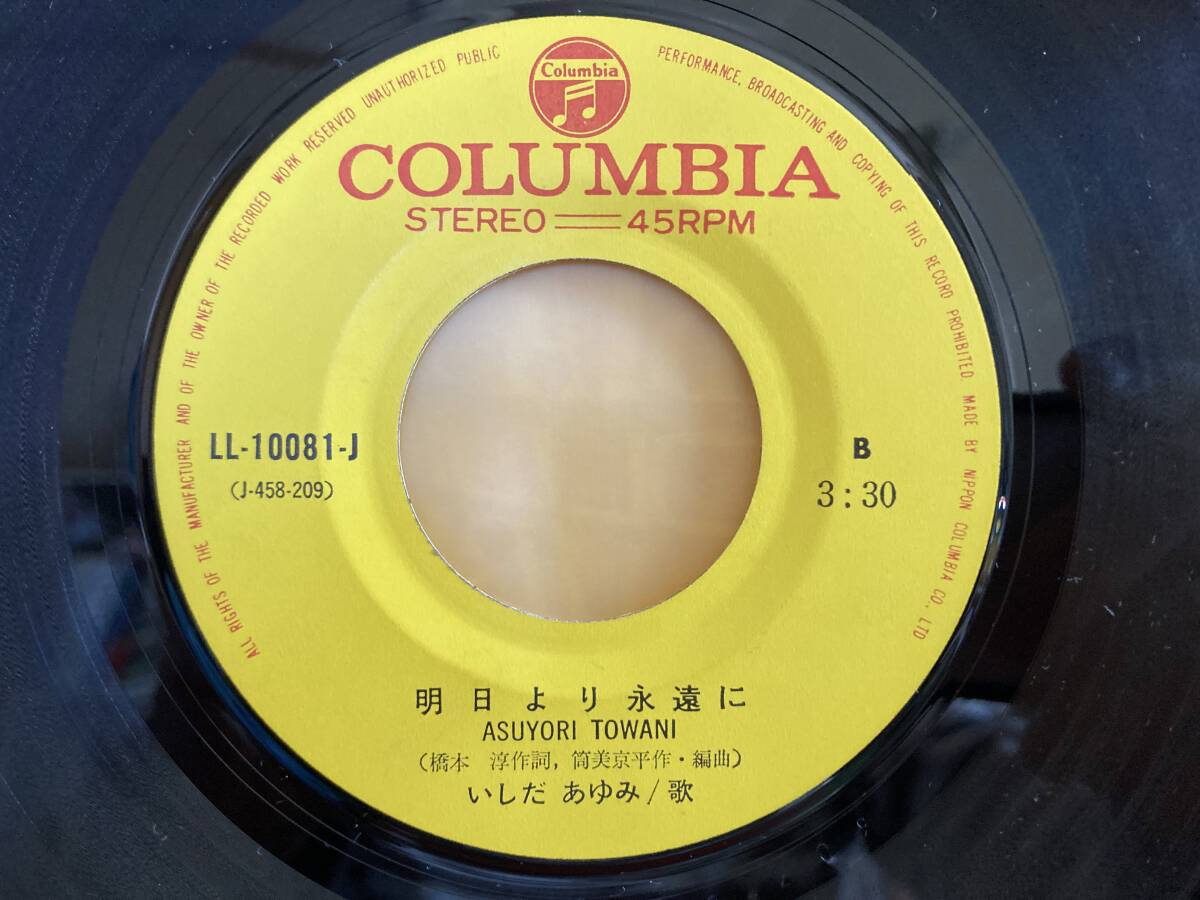 ALL RIGHTS OF THE MANUFACTURER AND OF THE OWNER OF THE RECORDED WORK RESERVED UNAUTHORIZED PUBLIC PERFORMANCE, BROADCASTING AND COPYING OF THIS RECORD PROHIBITED. MADE BY NIPPON COLUMBIA CO., LTD
Columbia
COLUMBIA
STEREO 45RPM
LL-10081-J
(J-458-209)
B
3:30
明日より永遠に
ASUYORI TOWANI
(橋本 淳作詞, 筒美京平作・編曲)
いしだ あゆみ/歌